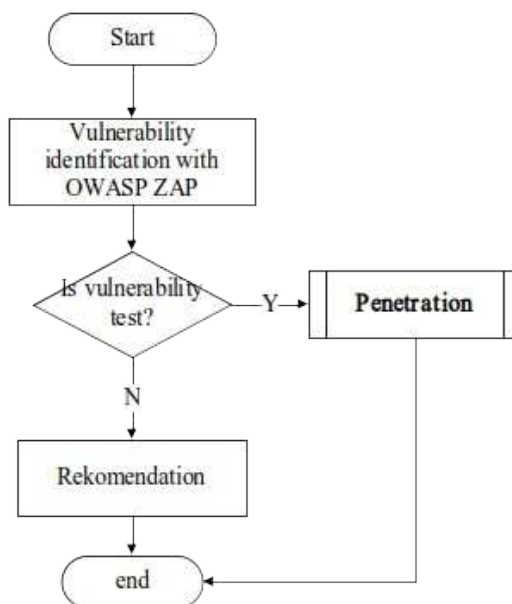 Start
Vulnerability
identification with
OWASP ZAP
Is vulnerability
test?
Y
Penetration
N
Rekomendation
end